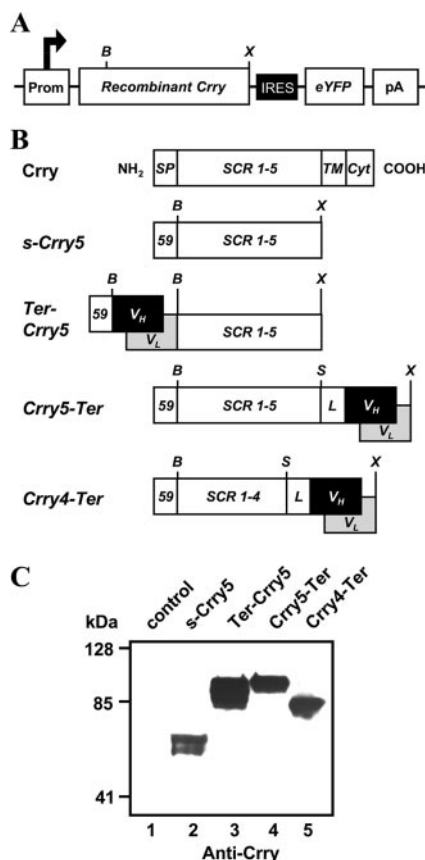 A
B X
Prom Recombinant Crry IRES eYFP pA
B
Crry NH2 SP SCR 1-5 TM Cyt COOH
B X
s-Crry5 59 SCR 1-5
B B X
Ter-Crry5 59 VH VL SCR 1-5
B S X
Crry5-Ter 59 SCR 1-5 L VH VL
B S X
Crry4-Ter 59 SCR 1-4 L VH VL
C
control s-Crry5 Ter-Crry5 Crry5-Ter Crry4-Ter
kDa
128
85
41
1 2 3 4 5
Anti-Crry